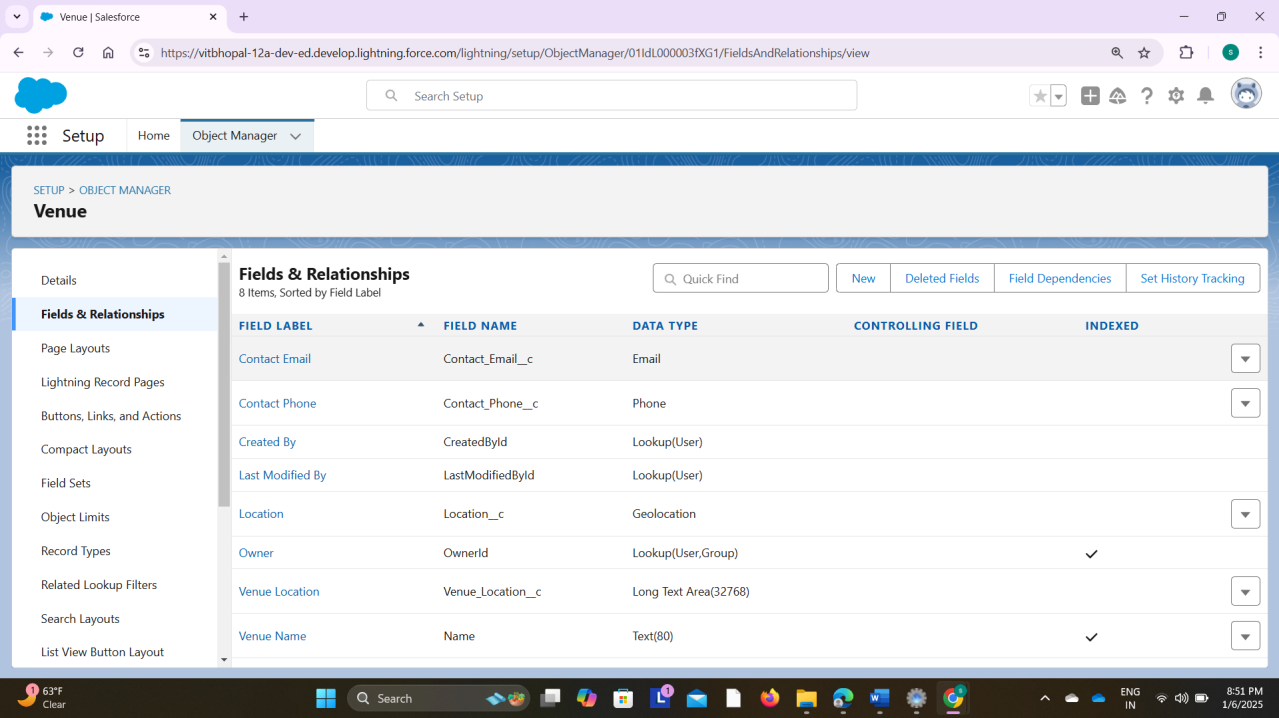 Venue | Salesforce
https://vitbhopal-12a-dev-ed.develop.lightning.force.com/lightning/setup/ObjectManager/01IdL000003fXG1/FieldsAndRelationships/view
S
Search Setup
Setup
Home
Object Manager
SETUP > OBJECT MANAGER
Venue
Details
Fields & Relationships
Page Layouts
Lightning Record Pages
Buttons, Links, and Actions
Compact Layouts
Field Sets
Object Limits
Record Types
Related Lookup Filters
Search Layouts
List View Button Layout
Fields & Relationships
8 Items, Sorted by Field Label
Quick Find
New
Deleted Fields
Field Dependencies
Set History Tracking
FIELD LABEL FIELD NAME DATA TYPE CONTROLLING FIELD INDEXED
Contact Email Contact_Email__c Email
Contact Phone Contact_Phone__c Phone
Created By CreatedById Lookup(User)
Last Modified By LastModifiedById Lookup(User)
Location Location__c Geolocation
Owner OwnerId Lookup(User,Group)
Venue Location Venue_Location__c Long Text Area(32768)
Venue Name Name Text(80)
1
63°F
Clear
Search
L
1
W
S
ENG
IN
8:51 PM
1/6/2025